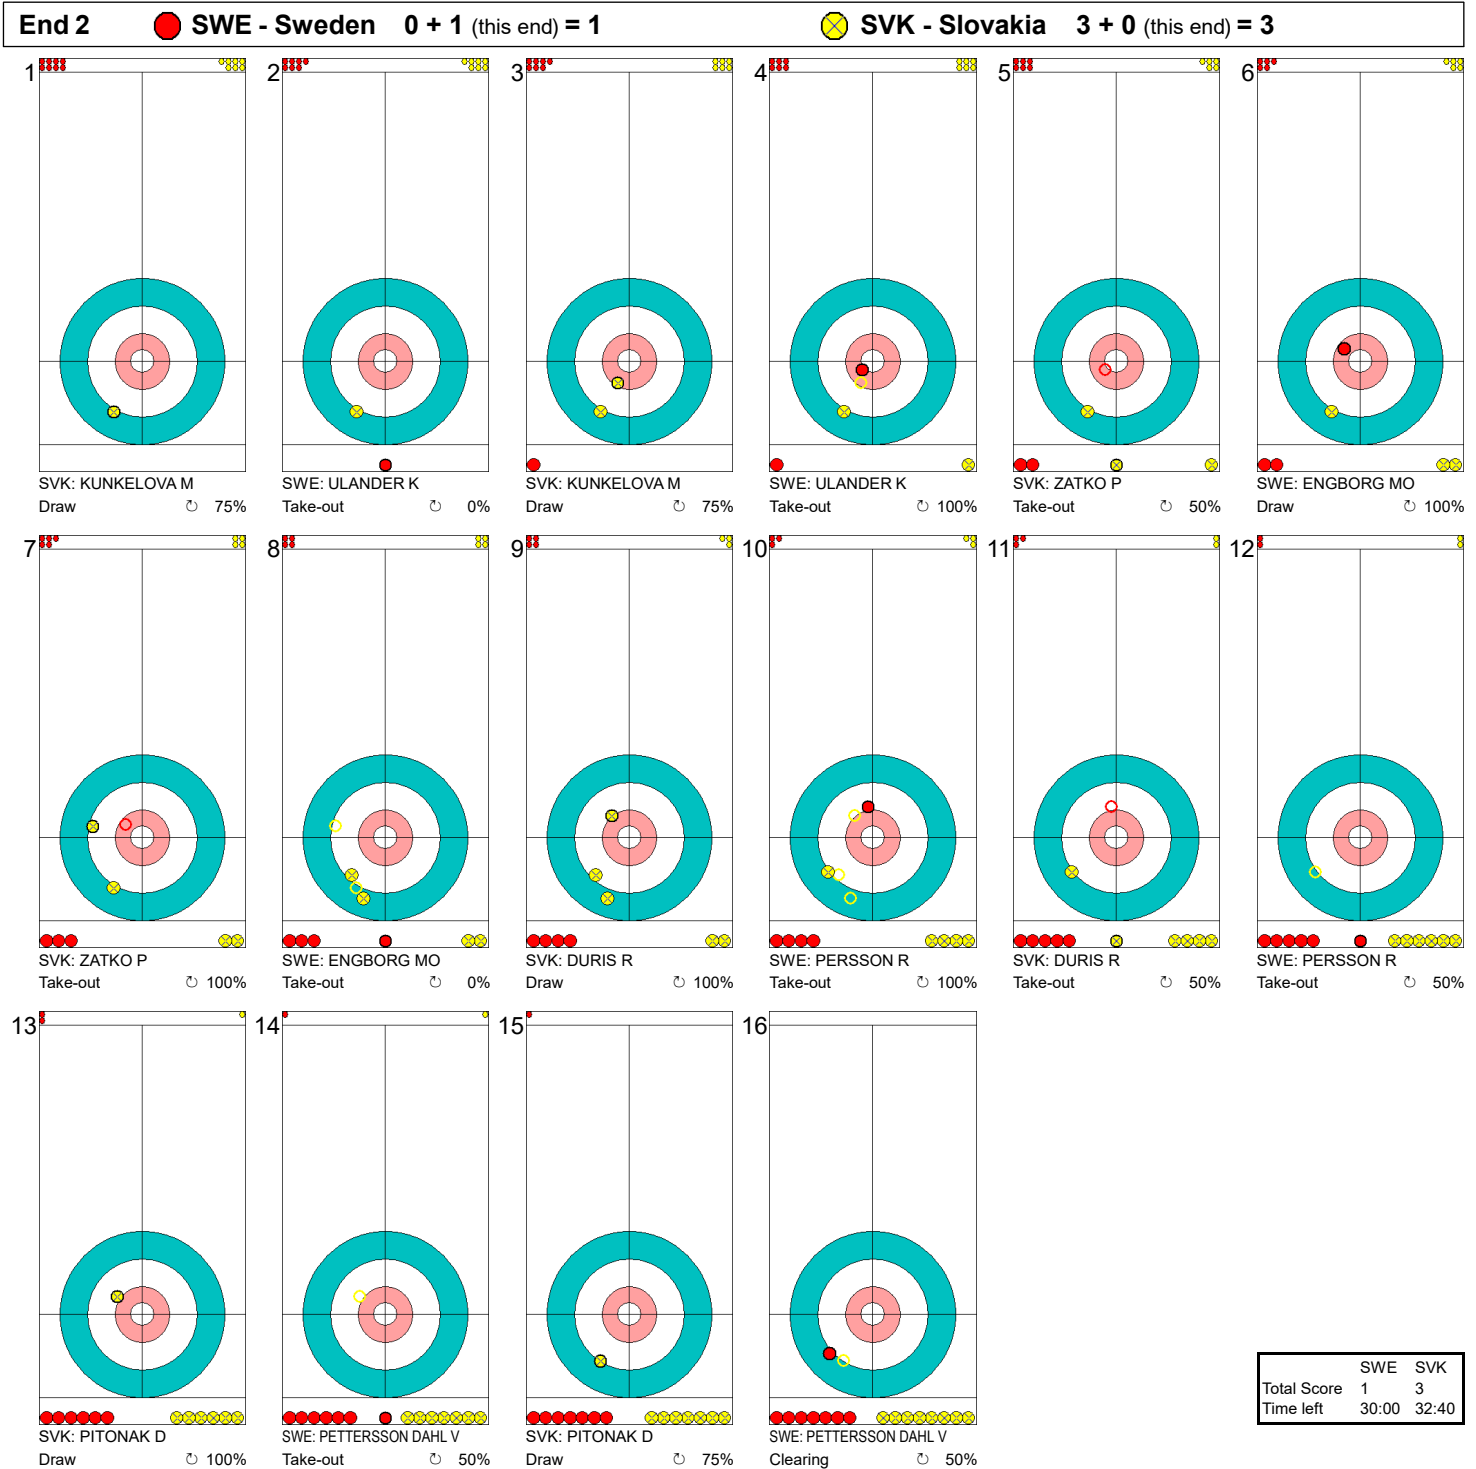 End 2 SWE - Sweden 0 + 1 (this end) = 1 SVK - Slovakia 3 + 0 (this end) = 3
1 2 3 4 5 6
SVK: KUNKELOVA M SWE: ULANDER K SVK: KUNKELOVA M SWE: ULANDER K SVK: ZATKO P SWE: ENGBORG MO
Draw ↻ 75% Take-out ↻ 0% Draw ↻ 75% Take-out ↻ 100% Take-out ↻ 50% Draw ↻ 100%
7 8 9 10 11 12
SVK: ZATKO P SWE: ENGBORG MO SVK: DURIS R SWE: PERSSON R SVK: DURIS R SWE: PERSSON R
Take-out ↻ 100% Take-out ↻ 0% Draw ↻ 100% Take-out ↻ 100% Take-out ↻ 50% Take-out ↻ 50%
13 14 15 16
SVK: PITONAK D SWE: PETTERSSON DAHL V SVK: PITONAK D SWE: PETTERSSON DAHL V
Draw ↻ 100% Take-out ↻ 50% Draw ↻ 75% Clearing ↻ 50%
SWE SVK
Total Score 1 3
Time left 30:00 32:40